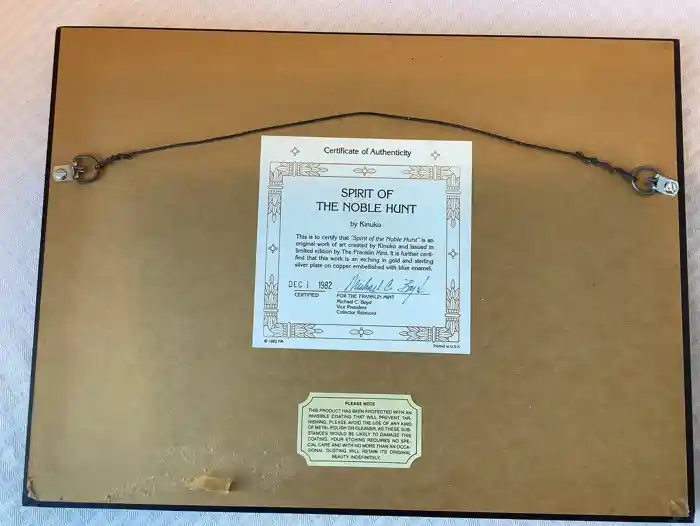 Certificate of Authenticity
SPIRIT OF
THE NOBLE HUNT
by Kinuko
This is to certify that "Spirit of the Noble Hunt" is an
original work of art created by Kinuko and issued in
limited edition by The Franklin Mint. It is further certi-
fied that this work is an etching in gold and sterling
silver plate on copper embellished with blue enamel.
DEC 1 1982 Michael C. Boyd
CERTIFIED FOR THE FRANKLIN MINT
Michael C. Boyd
Vice President
Collector Relations
© 1982 FM Printed in U.S.A.
PLEASE NOTE
THIS PRODUCT HAS BEEN PROTECTED WITH AN
INVISIBLE COATING THAT WILL PREVENT TAR-
NISHING. PLEASE AVOID THE USE OF ANY KIND
OF METAL POLISH OR CLEANER, AS THESE SUB-
STANCES WOULD BE LIKELY TO DAMAGE THIS
COATING. YOUR ETCHING REQUIRES NO SPE-
CIAL CARE AND WITH NO MORE THAN AN OCCA-
SIONAL DUSTING, WILL RETAIN ITS ORIGINAL
BEAUTY INDEFINITELY.